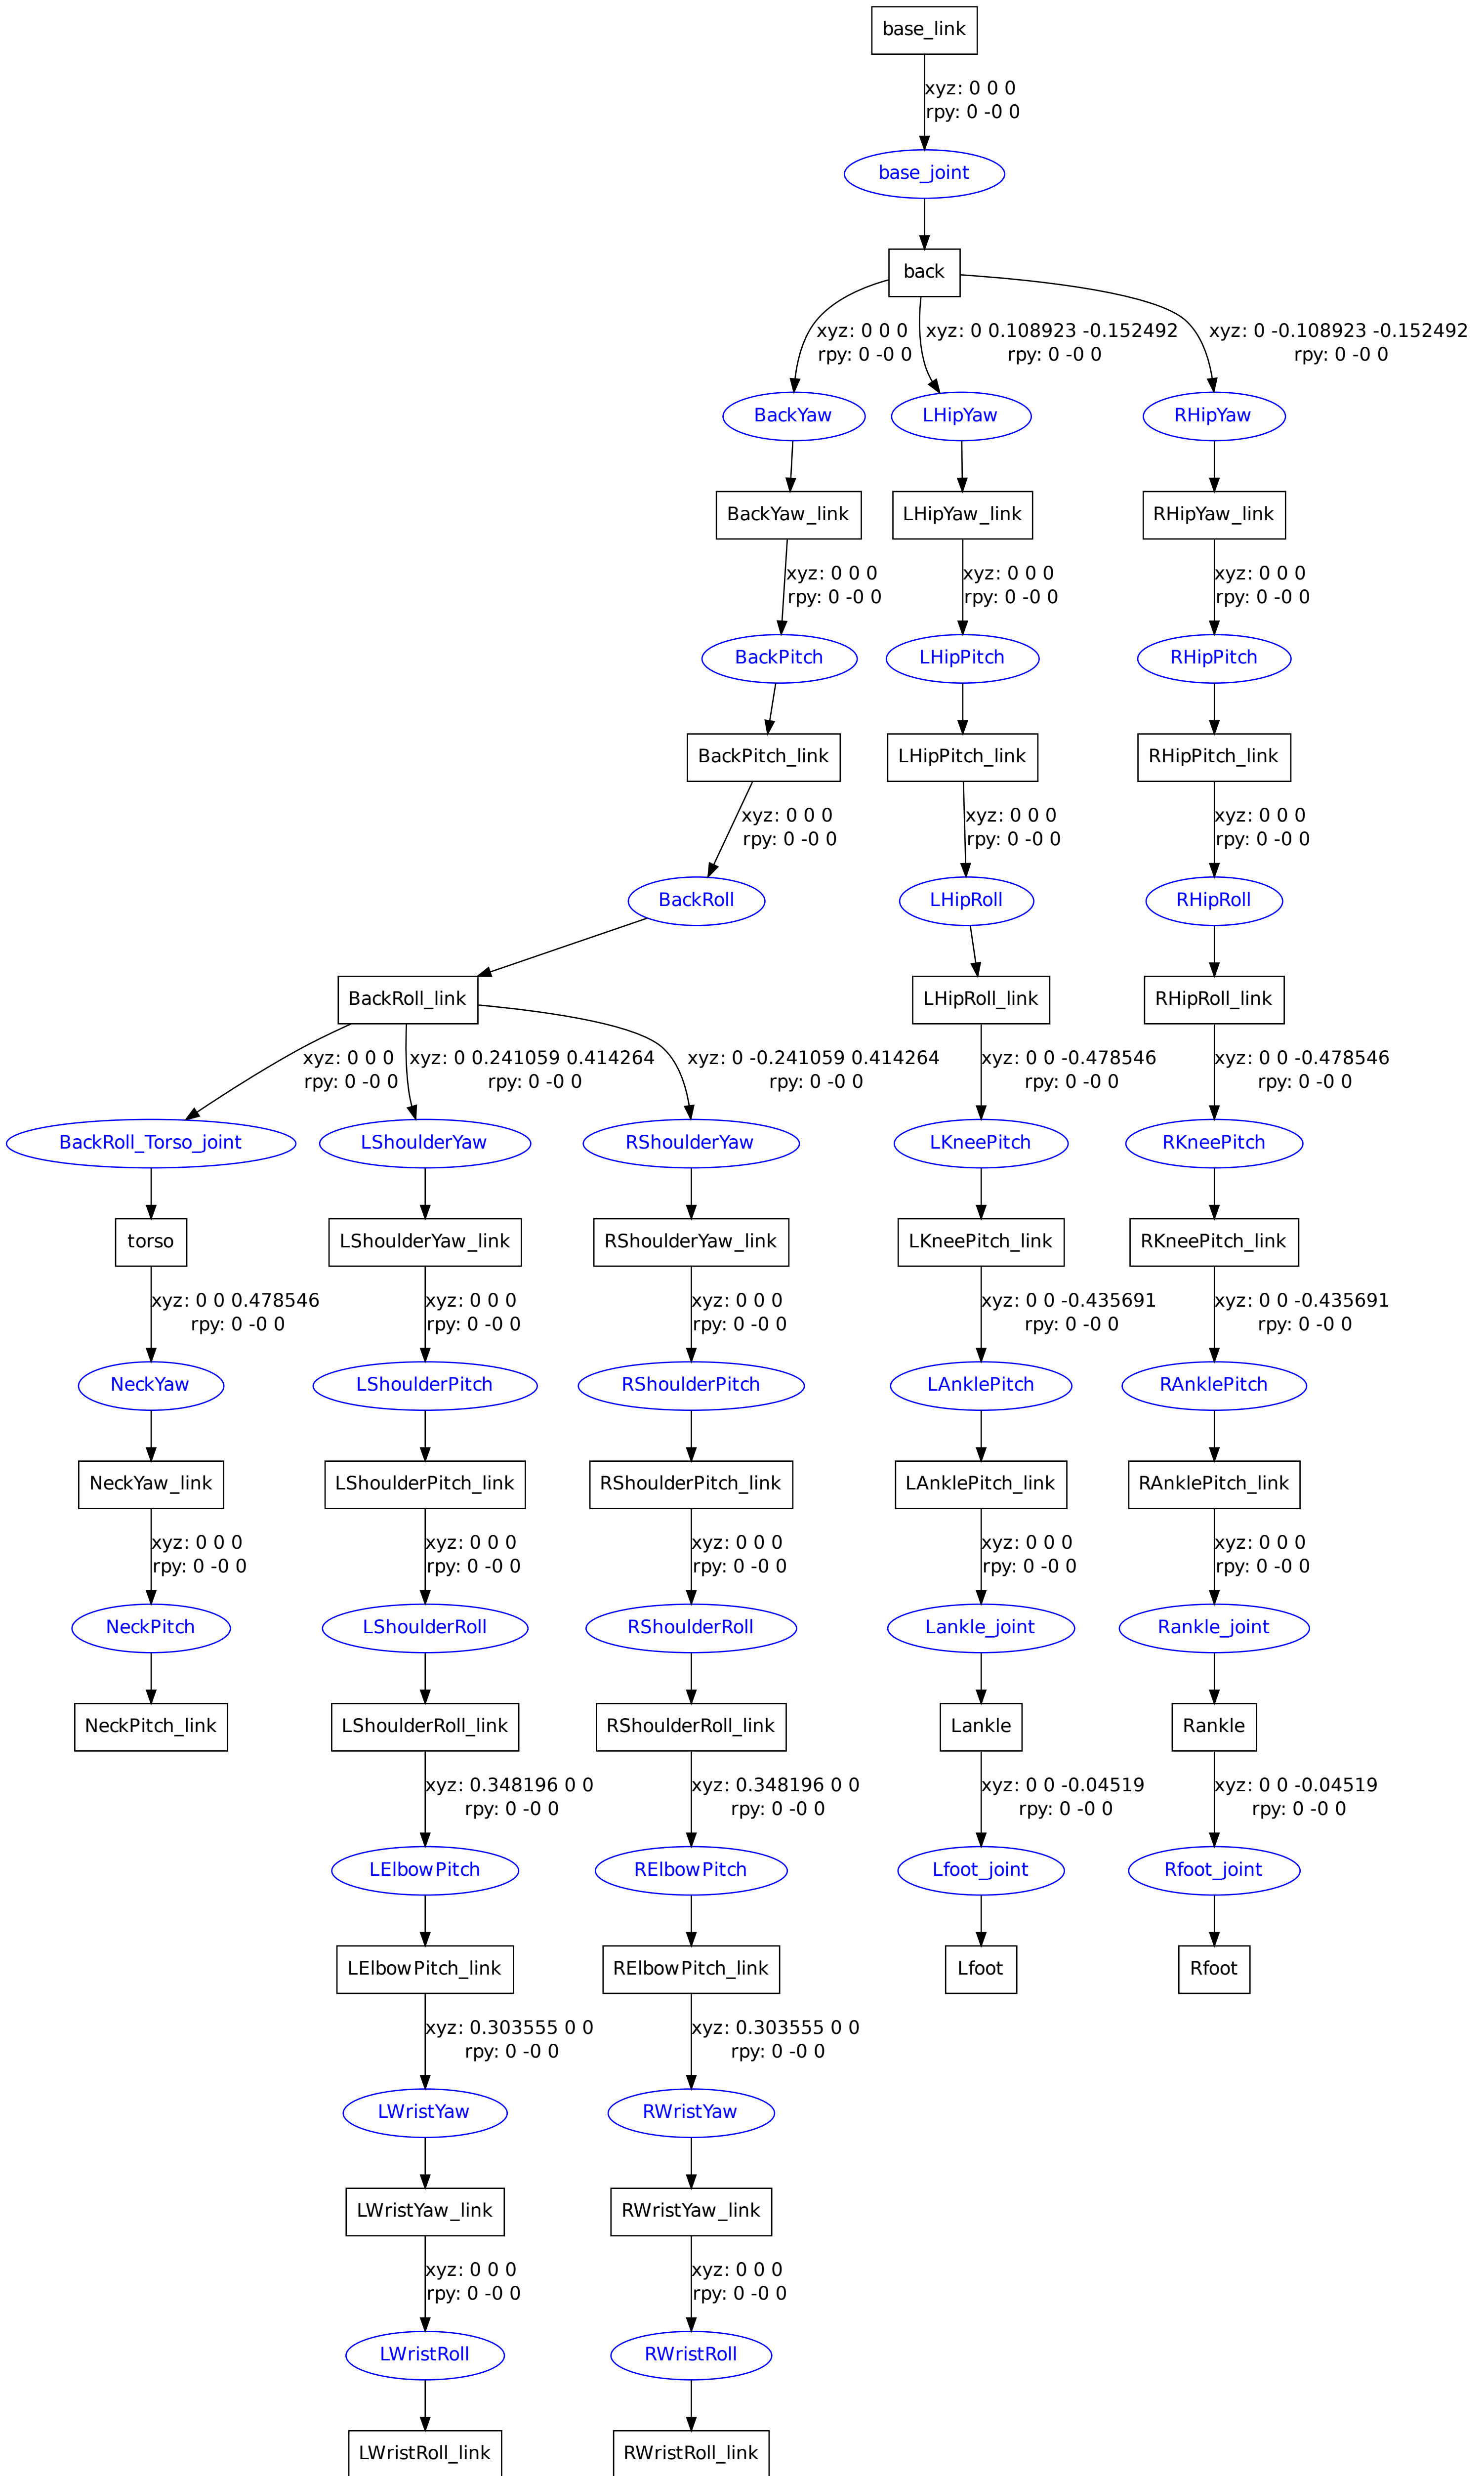 base_link
xyz: 0 0 0
rpy: 0 -0 0
base_joint
back
xyz: 0 0 0
rpy: 0 -0 0
xyz: 0 0.108923 -0.152492
rpy: 0 -0 0
xyz: 0 -0.108923 -0.152492
rpy: 0 -0 0
BackYaw
LHipYaw
RHipYaw
BackYaw_link
LHipYaw_link
RHipYaw_link
xyz: 0 0 0
rpy: 0 -0 0
xyz: 0 0 0
rpy: 0 -0 0
xyz: 0 0 0
rpy: 0 -0 0
BackPitch
LHipPitch
RHipPitch
BackPitch_link
LHipPitch_link
RHipPitch_link
xyz: 0 0 0
rpy: 0 -0 0
xyz: 0 0 0
rpy: 0 -0 0
xyz: 0 0 0
rpy: 0 -0 0
BackRoll
LHipRoll
RHipRoll
BackRoll_link
LHipRoll_link
RHipRoll_link
xyz: 0 0 0
rpy: 0 -0 0
xyz: 0 0.241059 0.414264
rpy: 0 -0 0
xyz: 0 -0.241059 0.414264
rpy: 0 -0 0
xyz: 0 0 -0.478546
rpy: 0 -0 0
xyz: 0 0 -0.478546
rpy: 0 -0 0
BackRoll_Torso_joint
LShoulderYaw
RShoulderYaw
LKneePitch
RKneePitch
torso
LShoulderYaw_link
RShoulderYaw_link
LKneePitch_link
RKneePitch_link
xyz: 0 0 0.478546
rpy: 0 -0 0
xyz: 0 0 0
rpy: 0 -0 0
xyz: 0 0 0
rpy: 0 -0 0
xyz: 0 0 -0.435691
rpy: 0 -0 0
xyz: 0 0 -0.435691
rpy: 0 -0 0
NeckYaw
LShoulderPitch
RShoulderPitch
LAnklePitch
RAnklePitch
NeckYaw_link
LShoulderPitch_link
RShoulderPitch_link
LAnklePitch_link
RAnklePitch_link
xyz: 0 0 0
rpy: 0 -0 0
xyz: 0 0 0
rpy: 0 -0 0
xyz: 0 0 0
rpy: 0 -0 0
xyz: 0 0 0
rpy: 0 -0 0
xyz: 0 0 0
rpy: 0 -0 0
NeckPitch
LShoulderRoll
RShoulderRoll
Lankle_joint
Rankle_joint
NeckPitch_link
LShoulderRoll_link
RShoulderRoll_link
Lankle
Rankle
xyz: 0.348196 0 0
rpy: 0 -0 0
xyz: 0.348196 0 0
rpy: 0 -0 0
xyz: 0 0 -0.04519
rpy: 0 -0 0
xyz: 0 0 -0.04519
rpy: 0 -0 0
LElbowPitch
RElbowPitch
Lfoot_joint
Rfoot_joint
LElbowPitch_link
RElbowPitch_link
Lfoot
Rfoot
xyz: 0.303555 0 0
rpy: 0 -0 0
xyz: 0.303555 0 0
rpy: 0 -0 0
LWristYaw
RWristYaw
LWristYaw_link
RWristYaw_link
xyz: 0 0 0
rpy: 0 -0 0
xyz: 0 0 0
rpy: 0 -0 0
LWristRoll
RWristRoll
LWristRoll_link
RWristRoll_link